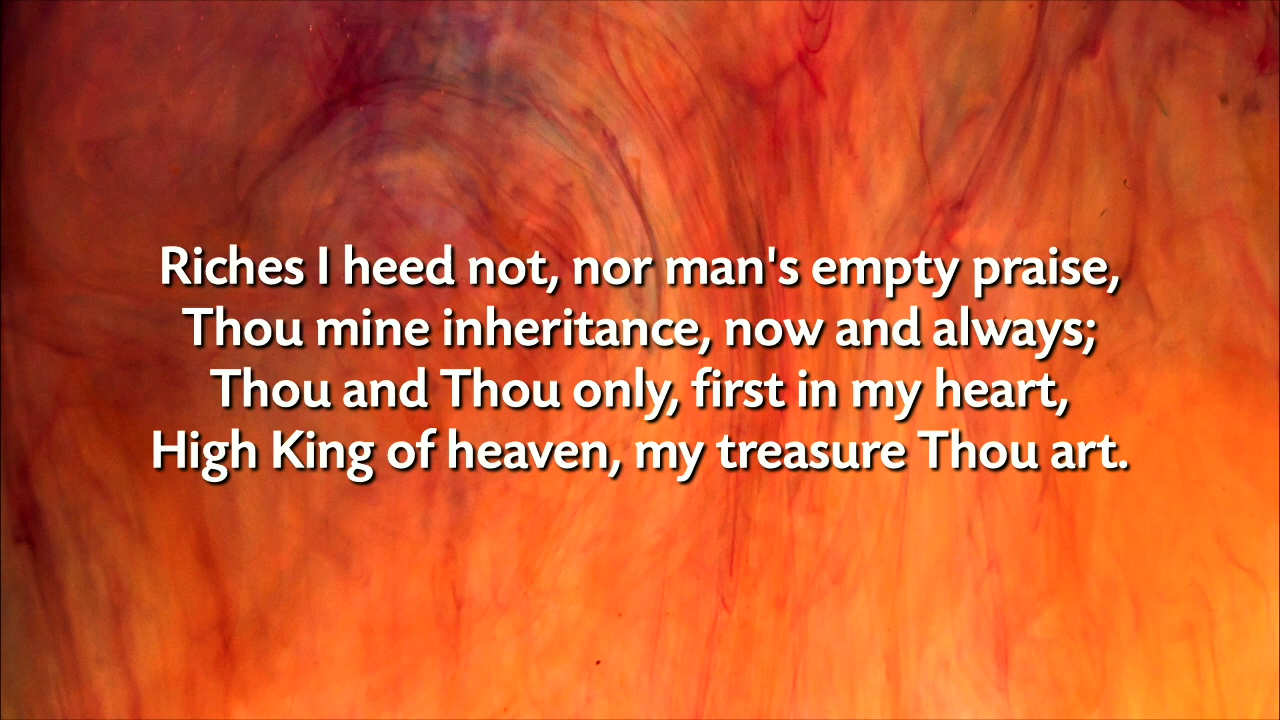 Riches I heed not, nor man's empty praise,
Thou mine inheritance, now and always;
Thou and Thou only, first in my heart,
High King of heaven, my treasure Thou art.